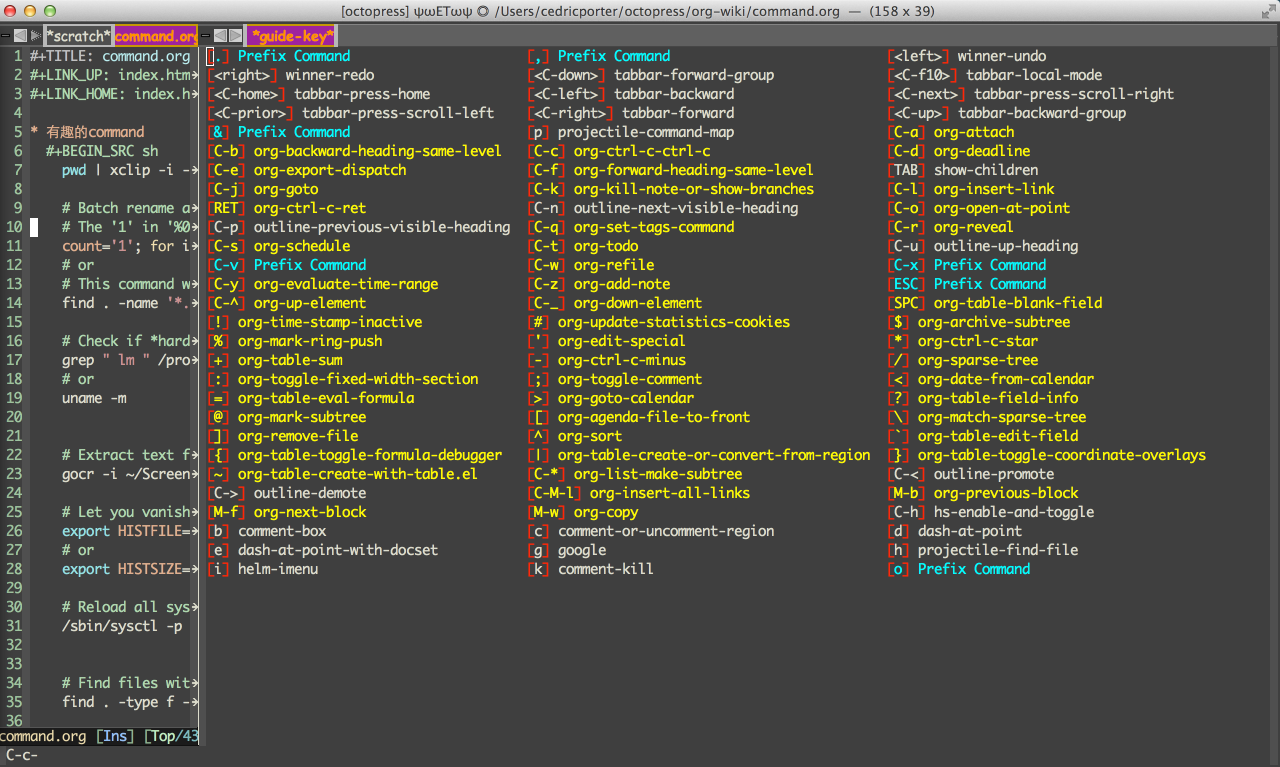 [octopress] ψωETωψ ◎ /Users/cedricporter/octopress/org-wiki/command.org — (158 x 39)
*scratch* command.org *guide-key*
1 #+TITLE: command.org
2 #+LINK_UP: index.htm
3 #+LINK_HOME: index.h
4
5 * 有趣的command
6 #+BEGIN_SRC sh
7 pwd | xclip -i -
8
9 # Batch rename a
10 # The '1' in '%0
11 count='1'; for i
12 # or
13 # This command w
14 find . -name '*.
15
16 # Check if *hard
17 grep " lm " /pro
18 # or
19 uname -m
20
21
22 # Extract text f
23 gocr -i ~/Screen
24
25 # Let you vanish
26 export HISTFILE=
27 # or
28 export HISTSIZE=
29
30 # Reload all sys
31 /sbin/sysctl -p
32
33
34 # Find files wit
35 find . -type f -
36
command.org [Ins] [Top/43
C-c-
[.] Prefix Command [,] Prefix Command [<left>] winner-undo
[<right>] winner-redo [<C-down>] tabbar-forward-group [<C-f10>] tabbar-local-mode
[<C-home>] tabbar-press-home [<C-left>] tabbar-backward [<C-next>] tabbar-press-scroll-right
[<C-prior>] tabbar-press-scroll-left [<C-right>] tabbar-forward [<C-up>] tabbar-backward-group
[&] Prefix Command [p] projectile-command-map [C-a] org-attach
[C-b] org-backward-heading-same-level [C-c] org-ctrl-c-ctrl-c [C-d] org-deadline
[C-e] org-export-dispatch [C-f] org-forward-heading-same-level [TAB] show-children
[C-j] org-goto [C-k] org-kill-note-or-show-branches [C-l] org-insert-link
[RET] org-ctrl-c-ret [C-n] outline-next-visible-heading [C-o] org-open-at-point
[C-p] outline-previous-visible-heading [C-q] org-set-tags-command [C-r] org-reveal
[C-s] org-schedule [C-t] org-todo [C-u] outline-up-heading
[C-v] Prefix Command [C-w] org-refile [C-x] Prefix Command
[C-y] org-evaluate-time-range [C-z] org-add-note [ESC] Prefix Command
[C-^] org-up-element [C-_] org-down-element [SPC] org-table-blank-field
[!] org-time-stamp-inactive [#] org-update-statistics-cookies [$] org-archive-subtree
[%] org-mark-ring-push ['] org-edit-special [*] org-ctrl-c-star
[+] org-table-sum [-] org-ctrl-c-minus [/] org-sparse-tree
[:] org-toggle-fixed-width-section [;] org-toggle-comment [<] org-date-from-calendar
[=] org-table-eval-formula [>] org-goto-calendar [?] org-table-field-info
[@] org-mark-subtree [[] org-agenda-file-to-front [\] org-match-sparse-tree
[]] org-remove-file [^] org-sort [`] org-table-edit-field
[{] org-table-toggle-formula-debugger [|] org-table-create-or-convert-from-region [}] org-table-toggle-coordinate-overlays
[~] org-table-create-with-table.el [C-*] org-list-make-subtree [C-<] outline-promote
[C->] outline-demote [C-M-l] org-insert-all-links [M-b] org-previous-block
[M-f] org-next-block [M-w] org-copy [C-h] hs-enable-and-toggle
[b] comment-box [c] comment-or-uncomment-region [d] dash-at-point
[e] dash-at-point-with-docset [g] google [h] projectile-find-file
[i] helm-imenu [k] comment-kill [o] Prefix Command